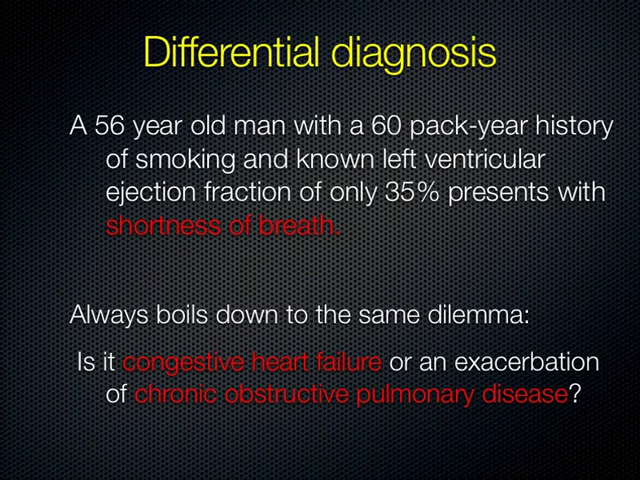 Differential diagnosis
A 56 year old man with a 60 pack-year history
of smoking and known left ventricular
ejection fraction of only 35% presents with
shortness of breath.
Always boils down to the same dilemma:
Is it congestive heart failure or an exacerbation
of chronic obstructive pulmonary disease?